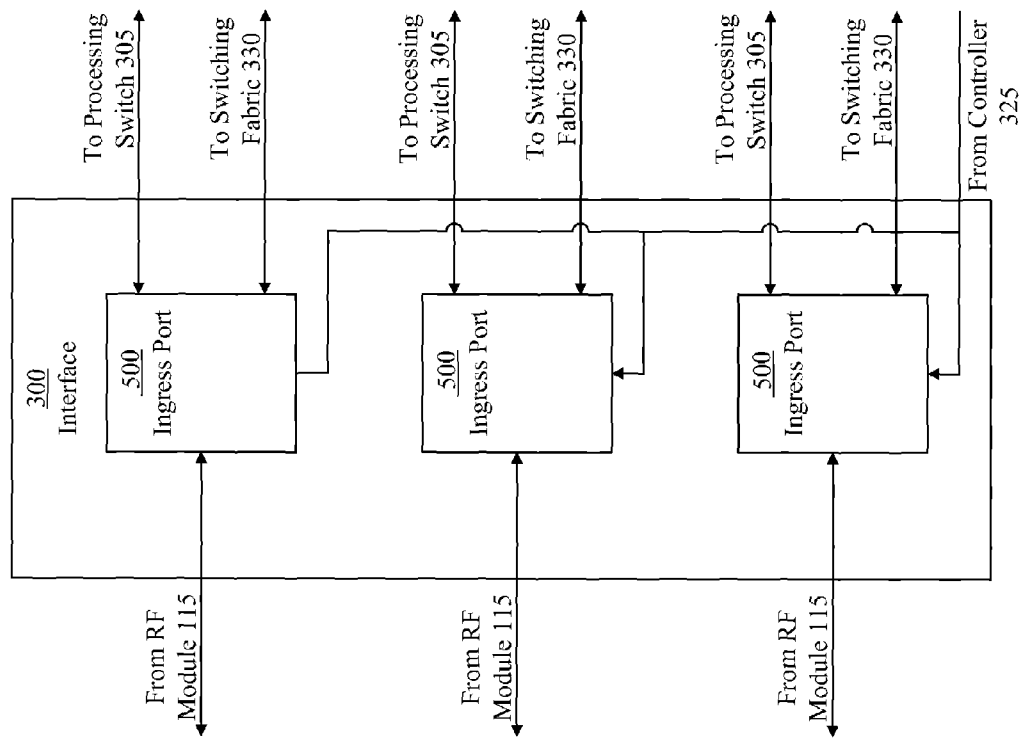 To Processing
Switch 305
To Switching
Fabric 330
To Processing
Switch 305
To Switching
Fabric 330
To Processing
Switch 305
To Switching
Fabric 330
From Controller
325
300
Interface
500
Ingress Port
500
Ingress Port
500
Ingress Port
From RF
Module 115
From RF
Module 115
From RF
Module 115